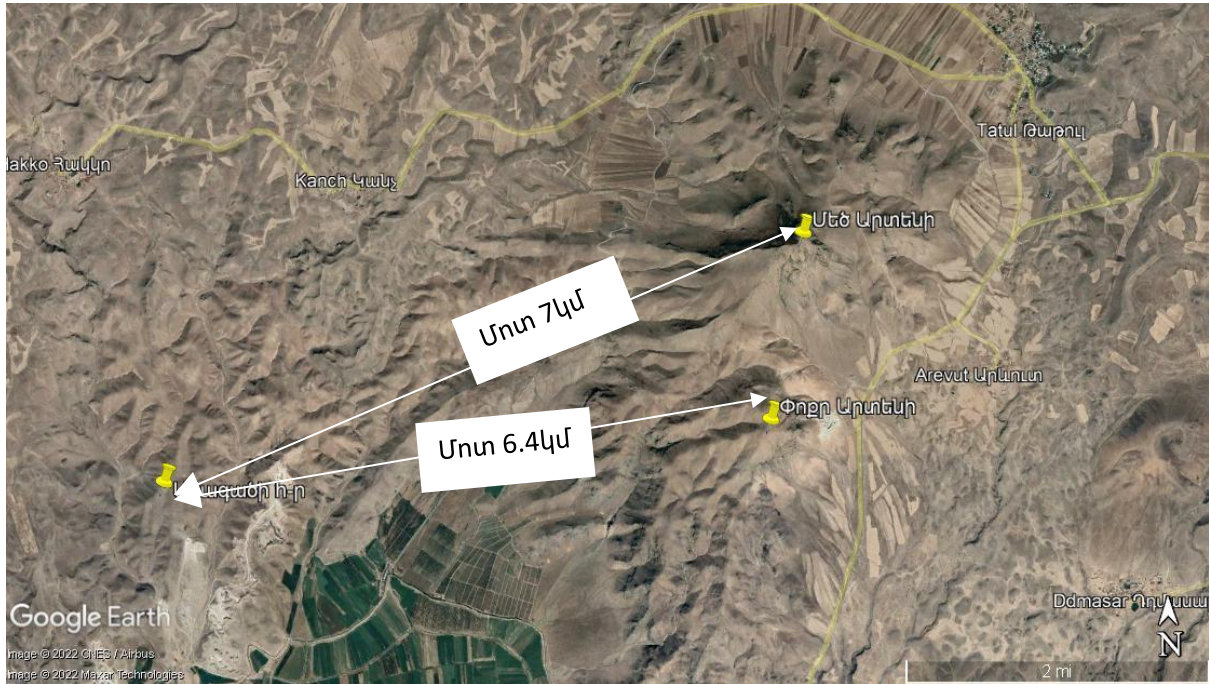 Tatul Թաթուլ
Hakko Հակկո
Kanch Կանչ
Մեծ Արտենի
Մոտ 7կմ
Arevut Արևուտ
Փոքր Արտենի
Մոտ 6.4կմ
հ-ր
Ddmasar
Google Earth
N
Image © 2022 CNES / Airbus
Image © 2022 Maxar Technologies
2 mi